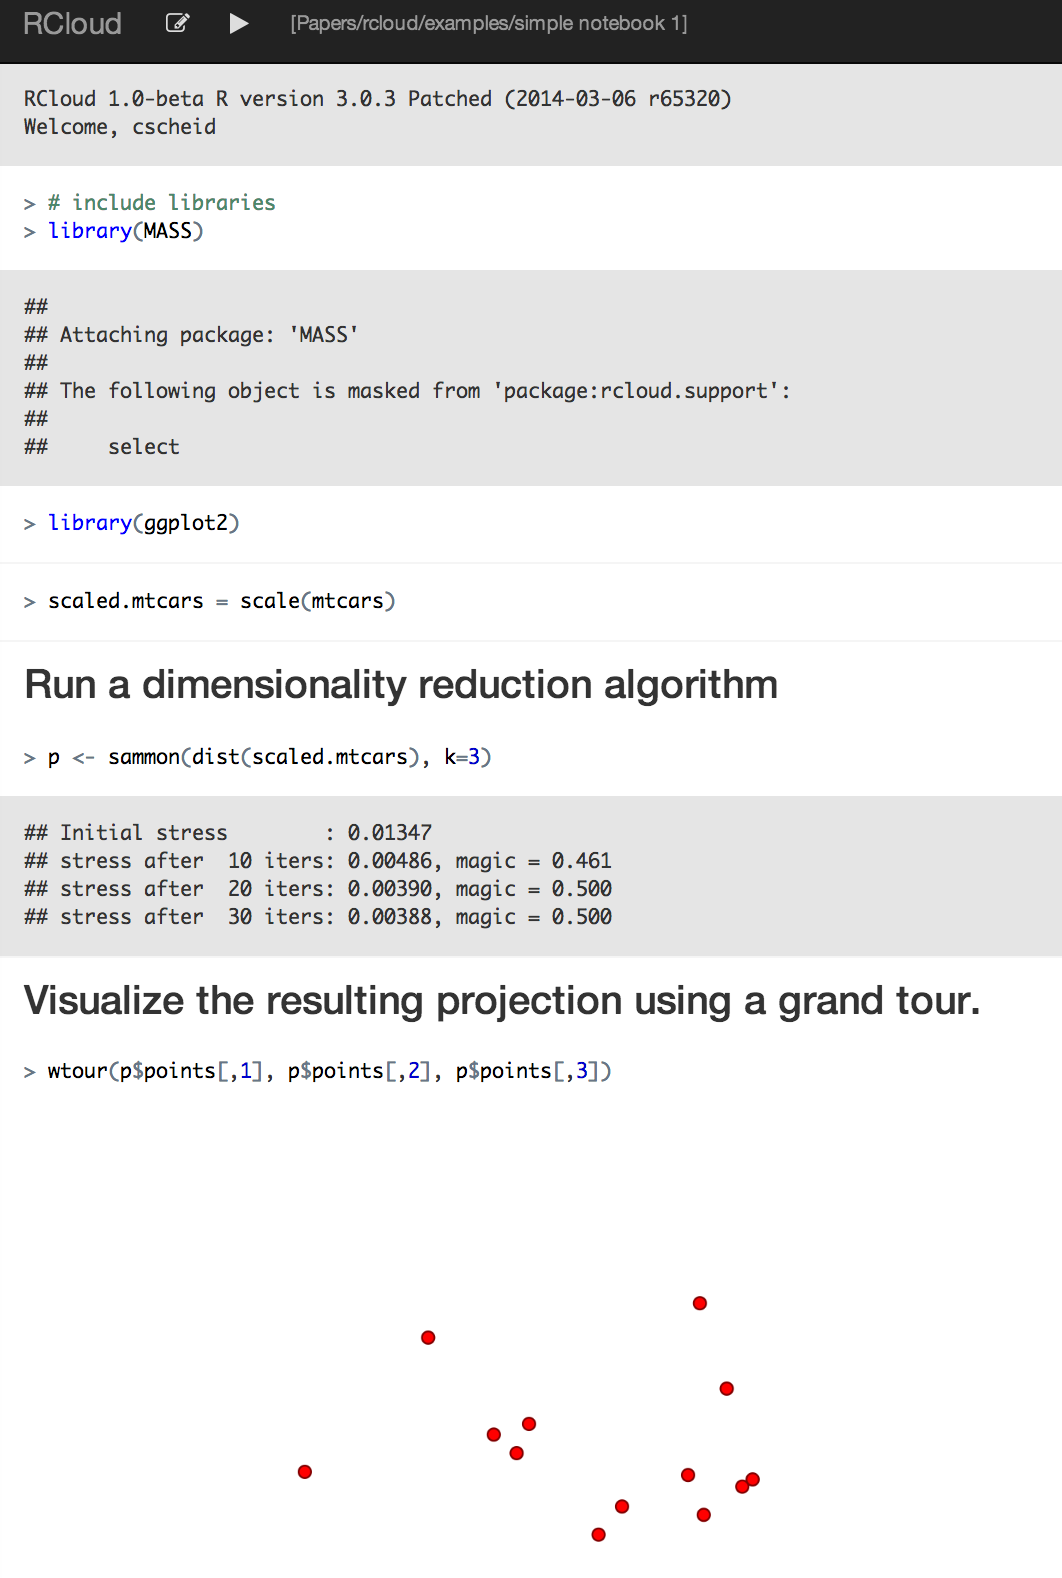 RCloud [Papers/rcloud/examples/simple notebook 1]
RCloud 1.0-beta R version 3.0.3 Patched (2014-03-06 r65320)
Welcome, cscheid
> # include libraries
> library(MASS)
##
## Attaching package: 'MASS'
##
## The following object is masked from 'package:rcloud.support':
##
##     select
> library(ggplot2)
> scaled.mtcars = scale(mtcars)
Run a dimensionality reduction algorithm
> p <- sammon(dist(scaled.mtcars), k=3)
## Initial stress        : 0.01347
## stress after  10 iters: 0.00486, magic = 0.461
## stress after  20 iters: 0.00390, magic = 0.500
## stress after  30 iters: 0.00388, magic = 0.500
Visualize the resulting projection using a grand tour.
> wtour(p$points[,1], p$points[,2], p$points[,3])